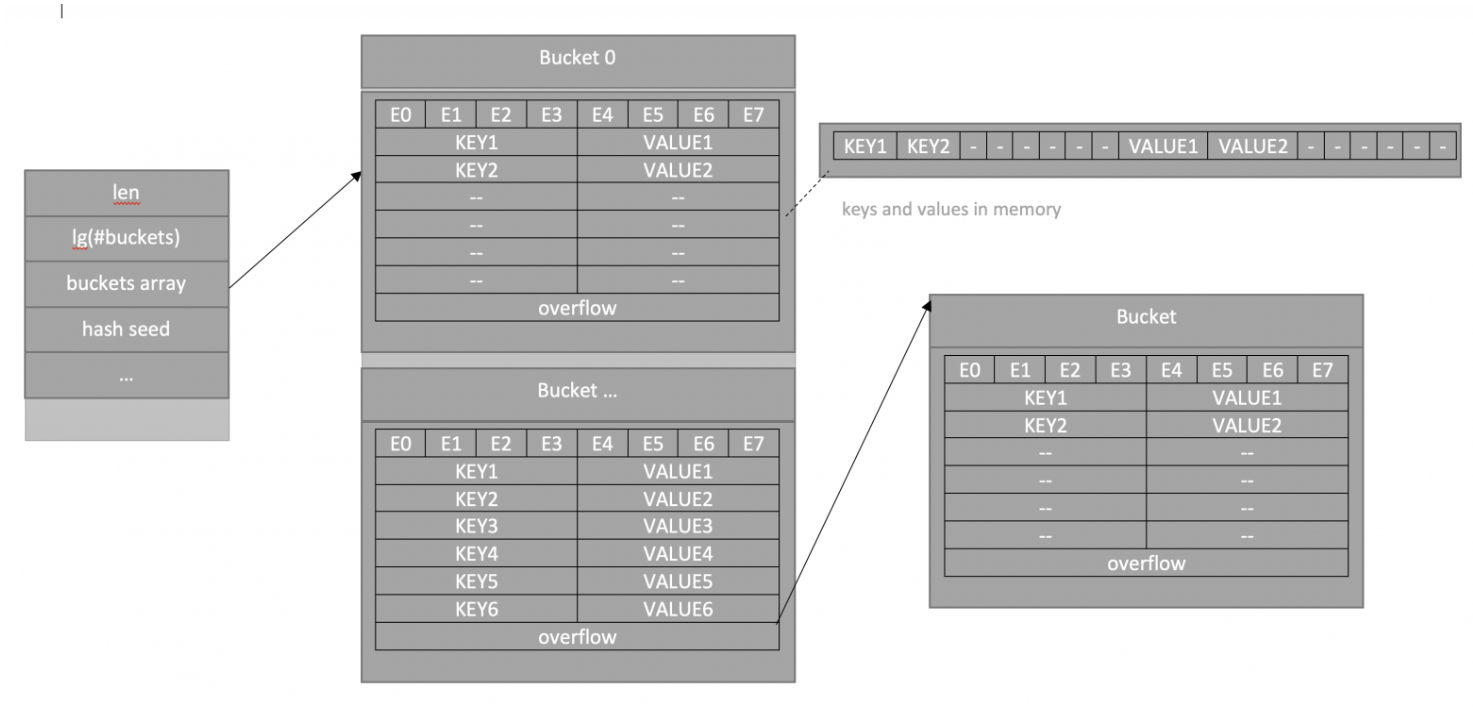 len
lg(#buckets)
buckets array
hash seed
...
Bucket 0
E0 E1 E2 E3 E4 E5 E6 E7
KEY1 VALUE1
KEY2 VALUE2
-- --
-- --
-- --
-- --
overflow
KEY1 KEY2 - - - - - - VALUE1 VALUE2 - - - - - -
keys and values in memory
Bucket ...
E0 E1 E2 E3 E4 E5 E6 E7
KEY1 VALUE1
KEY2 VALUE2
KEY3 VALUE3
KEY4 VALUE4
KEY5 VALUE5
KEY6 VALUE6
overflow
Bucket
E0 E1 E2 E3 E4 E5 E6 E7
KEY1 VALUE1
KEY2 VALUE2
-- --
-- --
-- --
-- --
overflow